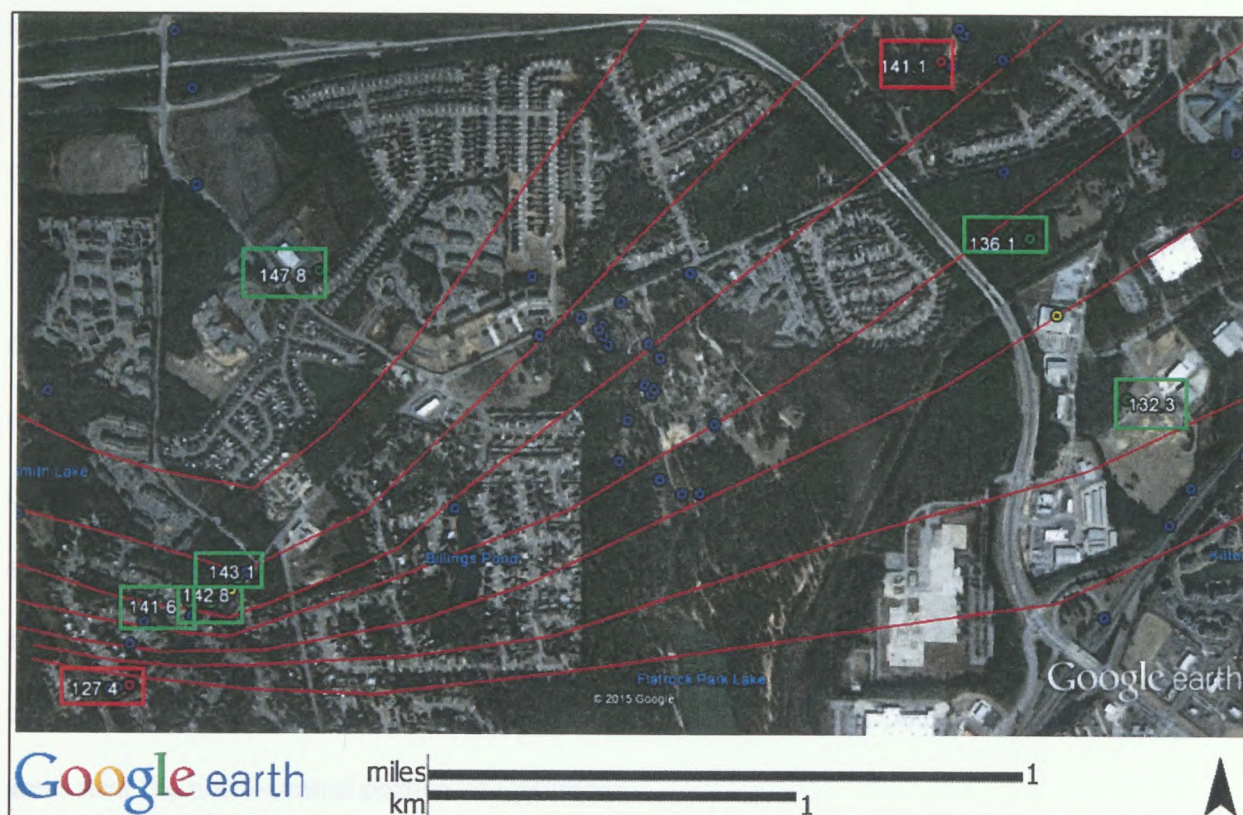 141.1
136.1
147.8
132.3
Smith Lake
Billings Pond
143.1
142.8
141.6
127.4
Flatrock Park Lake
© 2015 Google
Google earth
Google earth
miles
1
km
1